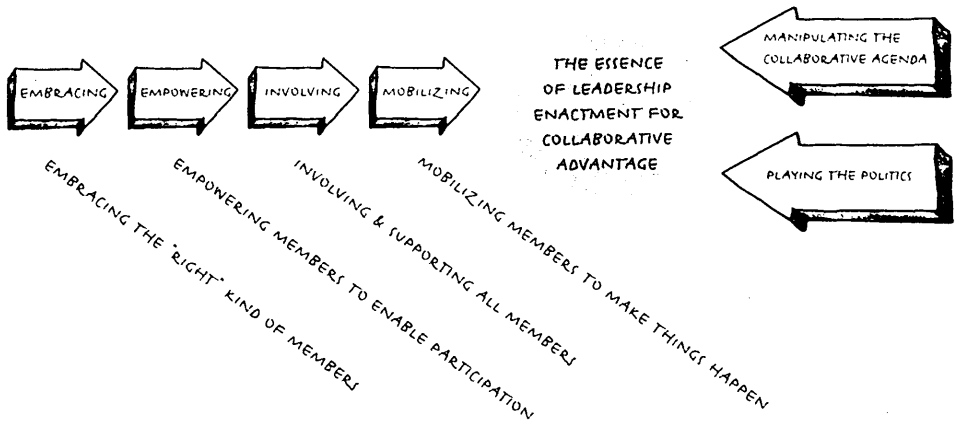 EMBRACING
EMPOWERING
INVOLVING
MOBILIZING
THE ESSENCE
OF LEADERSHIP
ENACTMENT FOR
COLLABORATIVE
ADVANTAGE
MANIPULATING THE
COLLABORATIVE AGENDA
PLAYING THE POLITICS
EMBRACING THE "RIGHT" KIND OF MEMBERS
EMPOWERING MEMBERS TO ENABLE PARTICIPATION
INVOLVING & SUPPORTING ALL MEMBERS
MOBILIZING MEMBERS TO MAKE THINGS HAPPEN